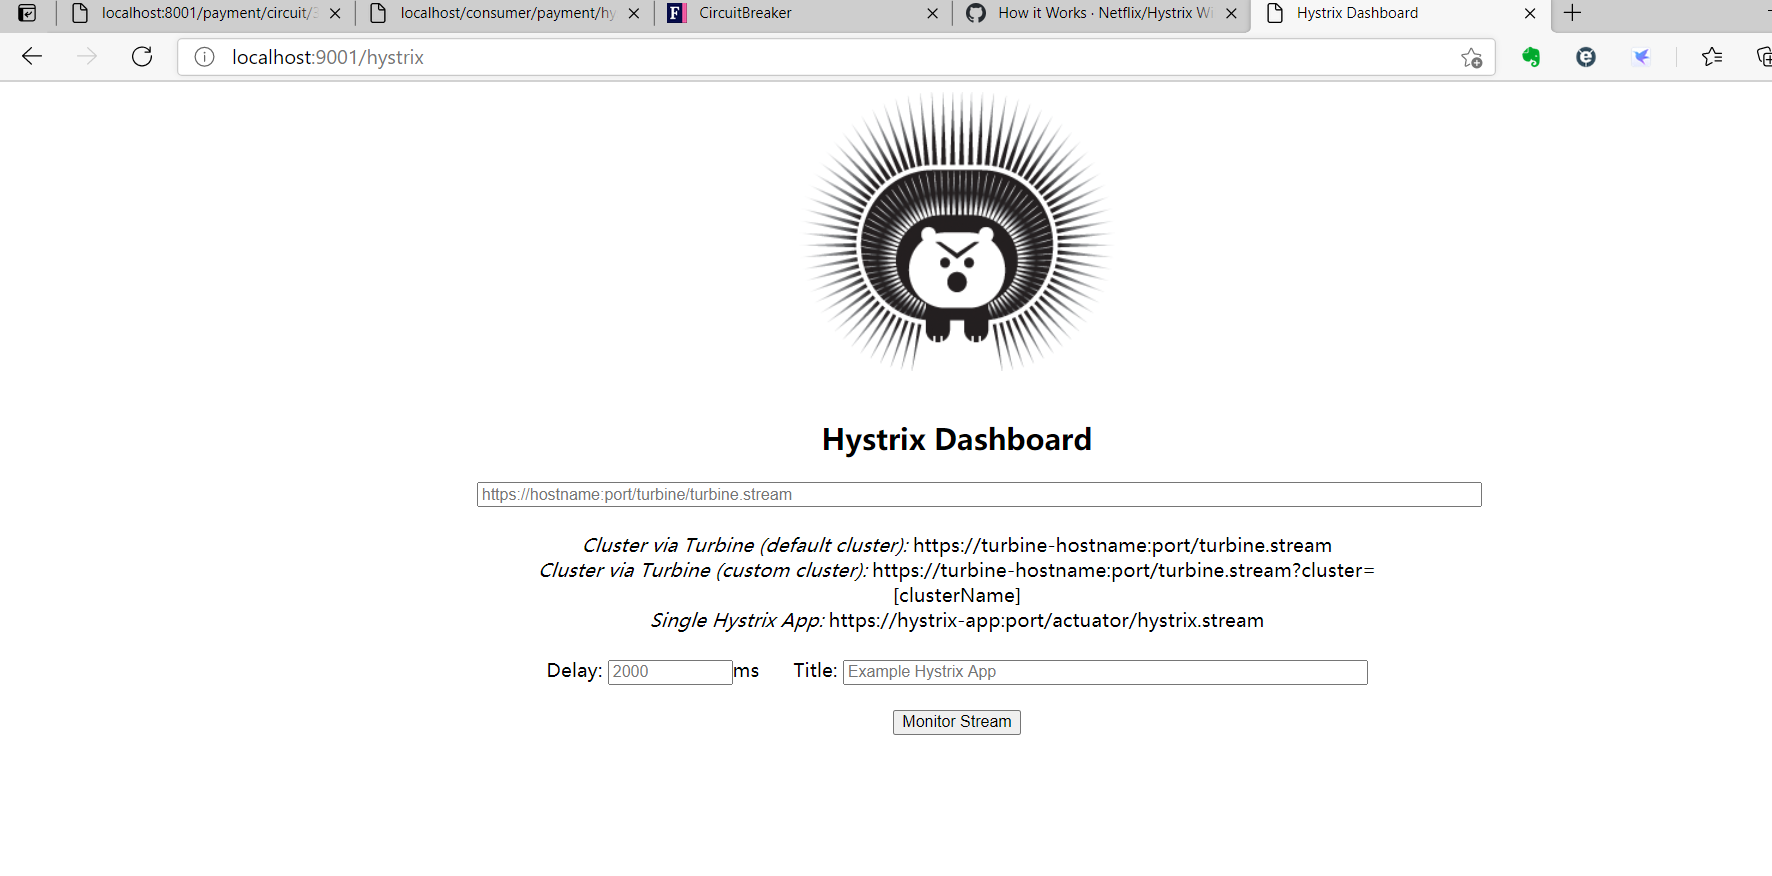 localhost:8001/payment/circuit/3
localhost/consumer/payment/hy
F CircuitBreaker
How it Works · Netflix/Hystrix Wi
Hystrix Dashboard
localhost:9001/hystrix
Hystrix Dashboard
https://hostname:port/turbine/turbine.stream
Cluster via Turbine (default cluster): https://turbine-hostname:port/turbine.stream
Cluster via Turbine (custom cluster): https://turbine-hostname:port/turbine.stream?cluster=
[clusterName]
Single Hystrix App: https://hystrix-app:port/actuator/hystrix.stream
Delay: 2000 ms Title: Example Hystrix App
Monitor Stream